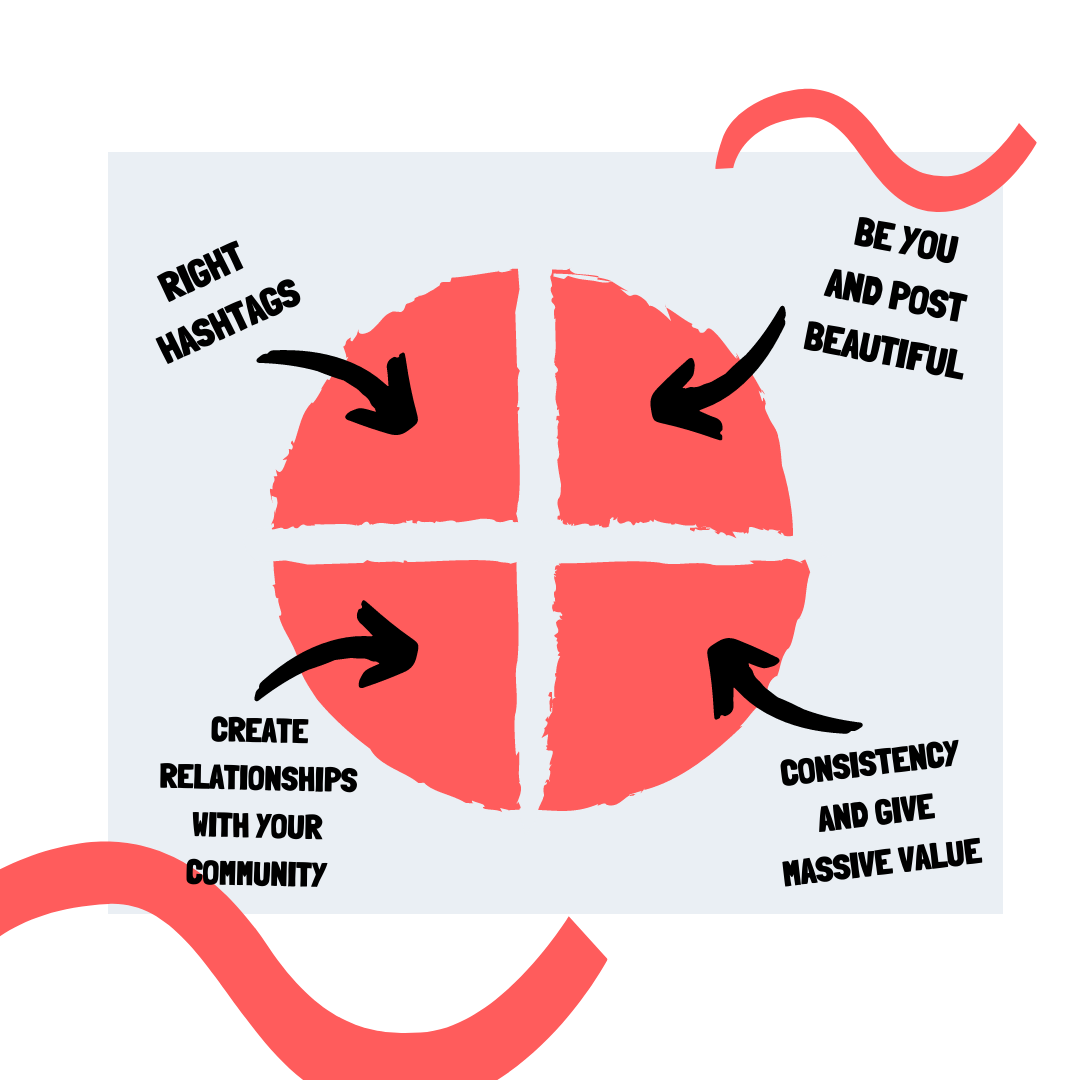 RIGHT
HASHTAGS
BE YOU
AND POST
BEAUTIFUL
CREATE
RELATIONSHIPS
WITH YOUR
COMMUNITY
CONSISTENCY
AND GIVE
MASSIVE VALUE